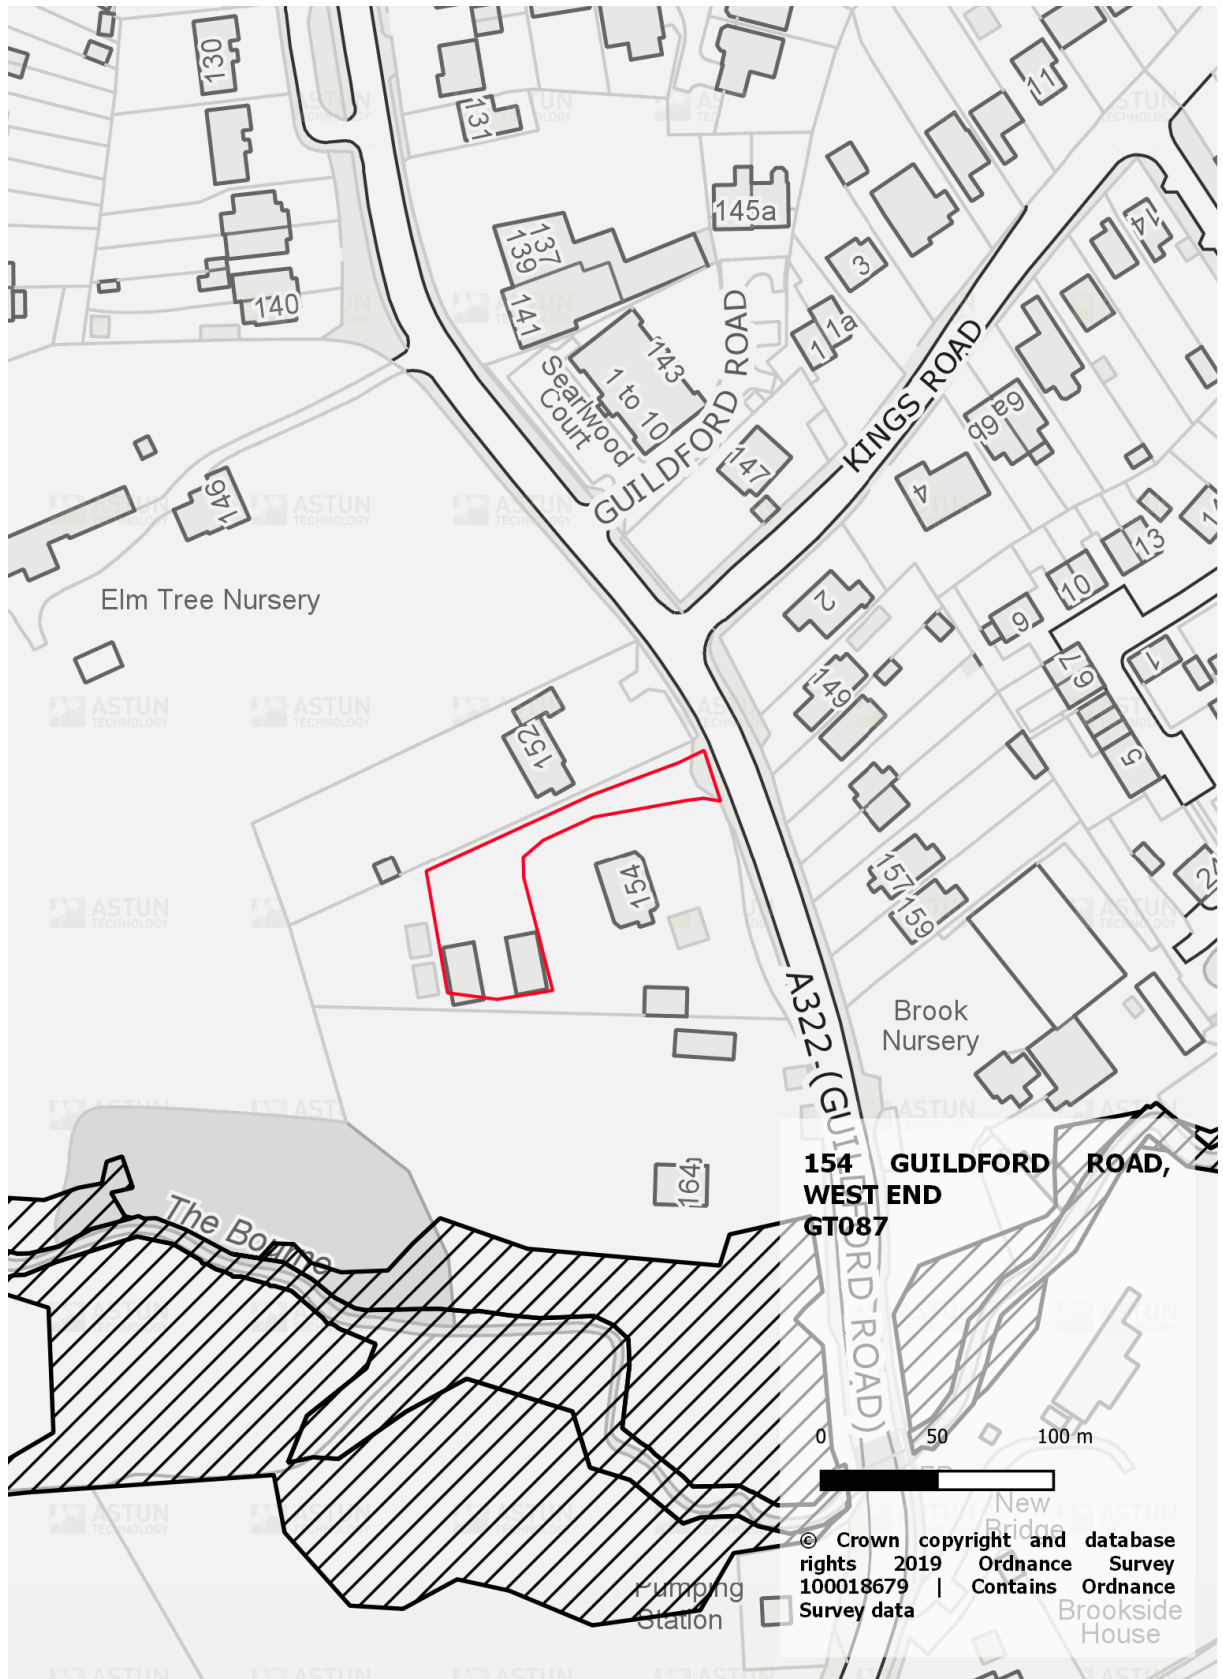 130
131
11
145a
14
137
139
3
140
141
1
1a
143
1 to 10
Searlwood
Court
GUILDFORD ROAD
KINGS ROAD
6a
6b
147
4
146
13
10
Elm Tree Nursery
2
9
149
6 7
1
152
5
154
157
159
A322 (GUILDFORD ROAD)
Brook
Nursery
164
The Bourne
154 GUILDFORD ROAD,
WEST END
GT087
0 50 100 m
New
Bridge
© Crown copyright and database
rights 2019 Ordnance Survey
100018679 | Contains Ordnance
Survey data
Pumping
Station
Brookside
House
ASTUN
TECHNOLOGY